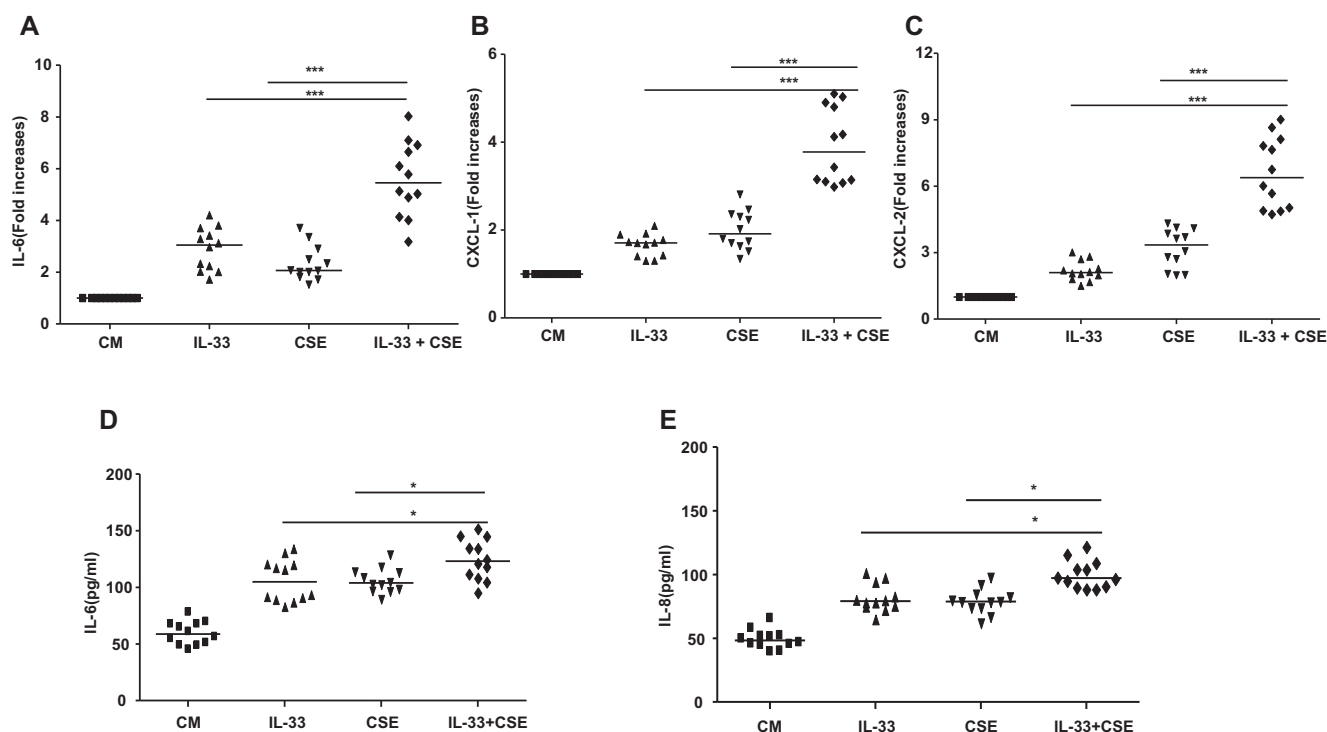 A
IL-6(Fold increases)
10
8
6
4
2
0
***
***
CM IL-33 CSE IL-33 + CSE
B
CXCL-1(Fold increases)
6
4
2
0
***
***
CM IL-33 CSE IL-33 + CSE
C
CXCL-2(Fold increases)
12
9
6
3
0
***
***
CM IL-33 CSE IL-33 + CSE
D
IL-6(pg/ml)
200
150
100
50
0
*
*
CM IL-33 CSE IL-33+CSE
E
IL-8(pg/ml)
200
150
100
50
0
*
*
CM IL-33 CSE IL-33+CSE